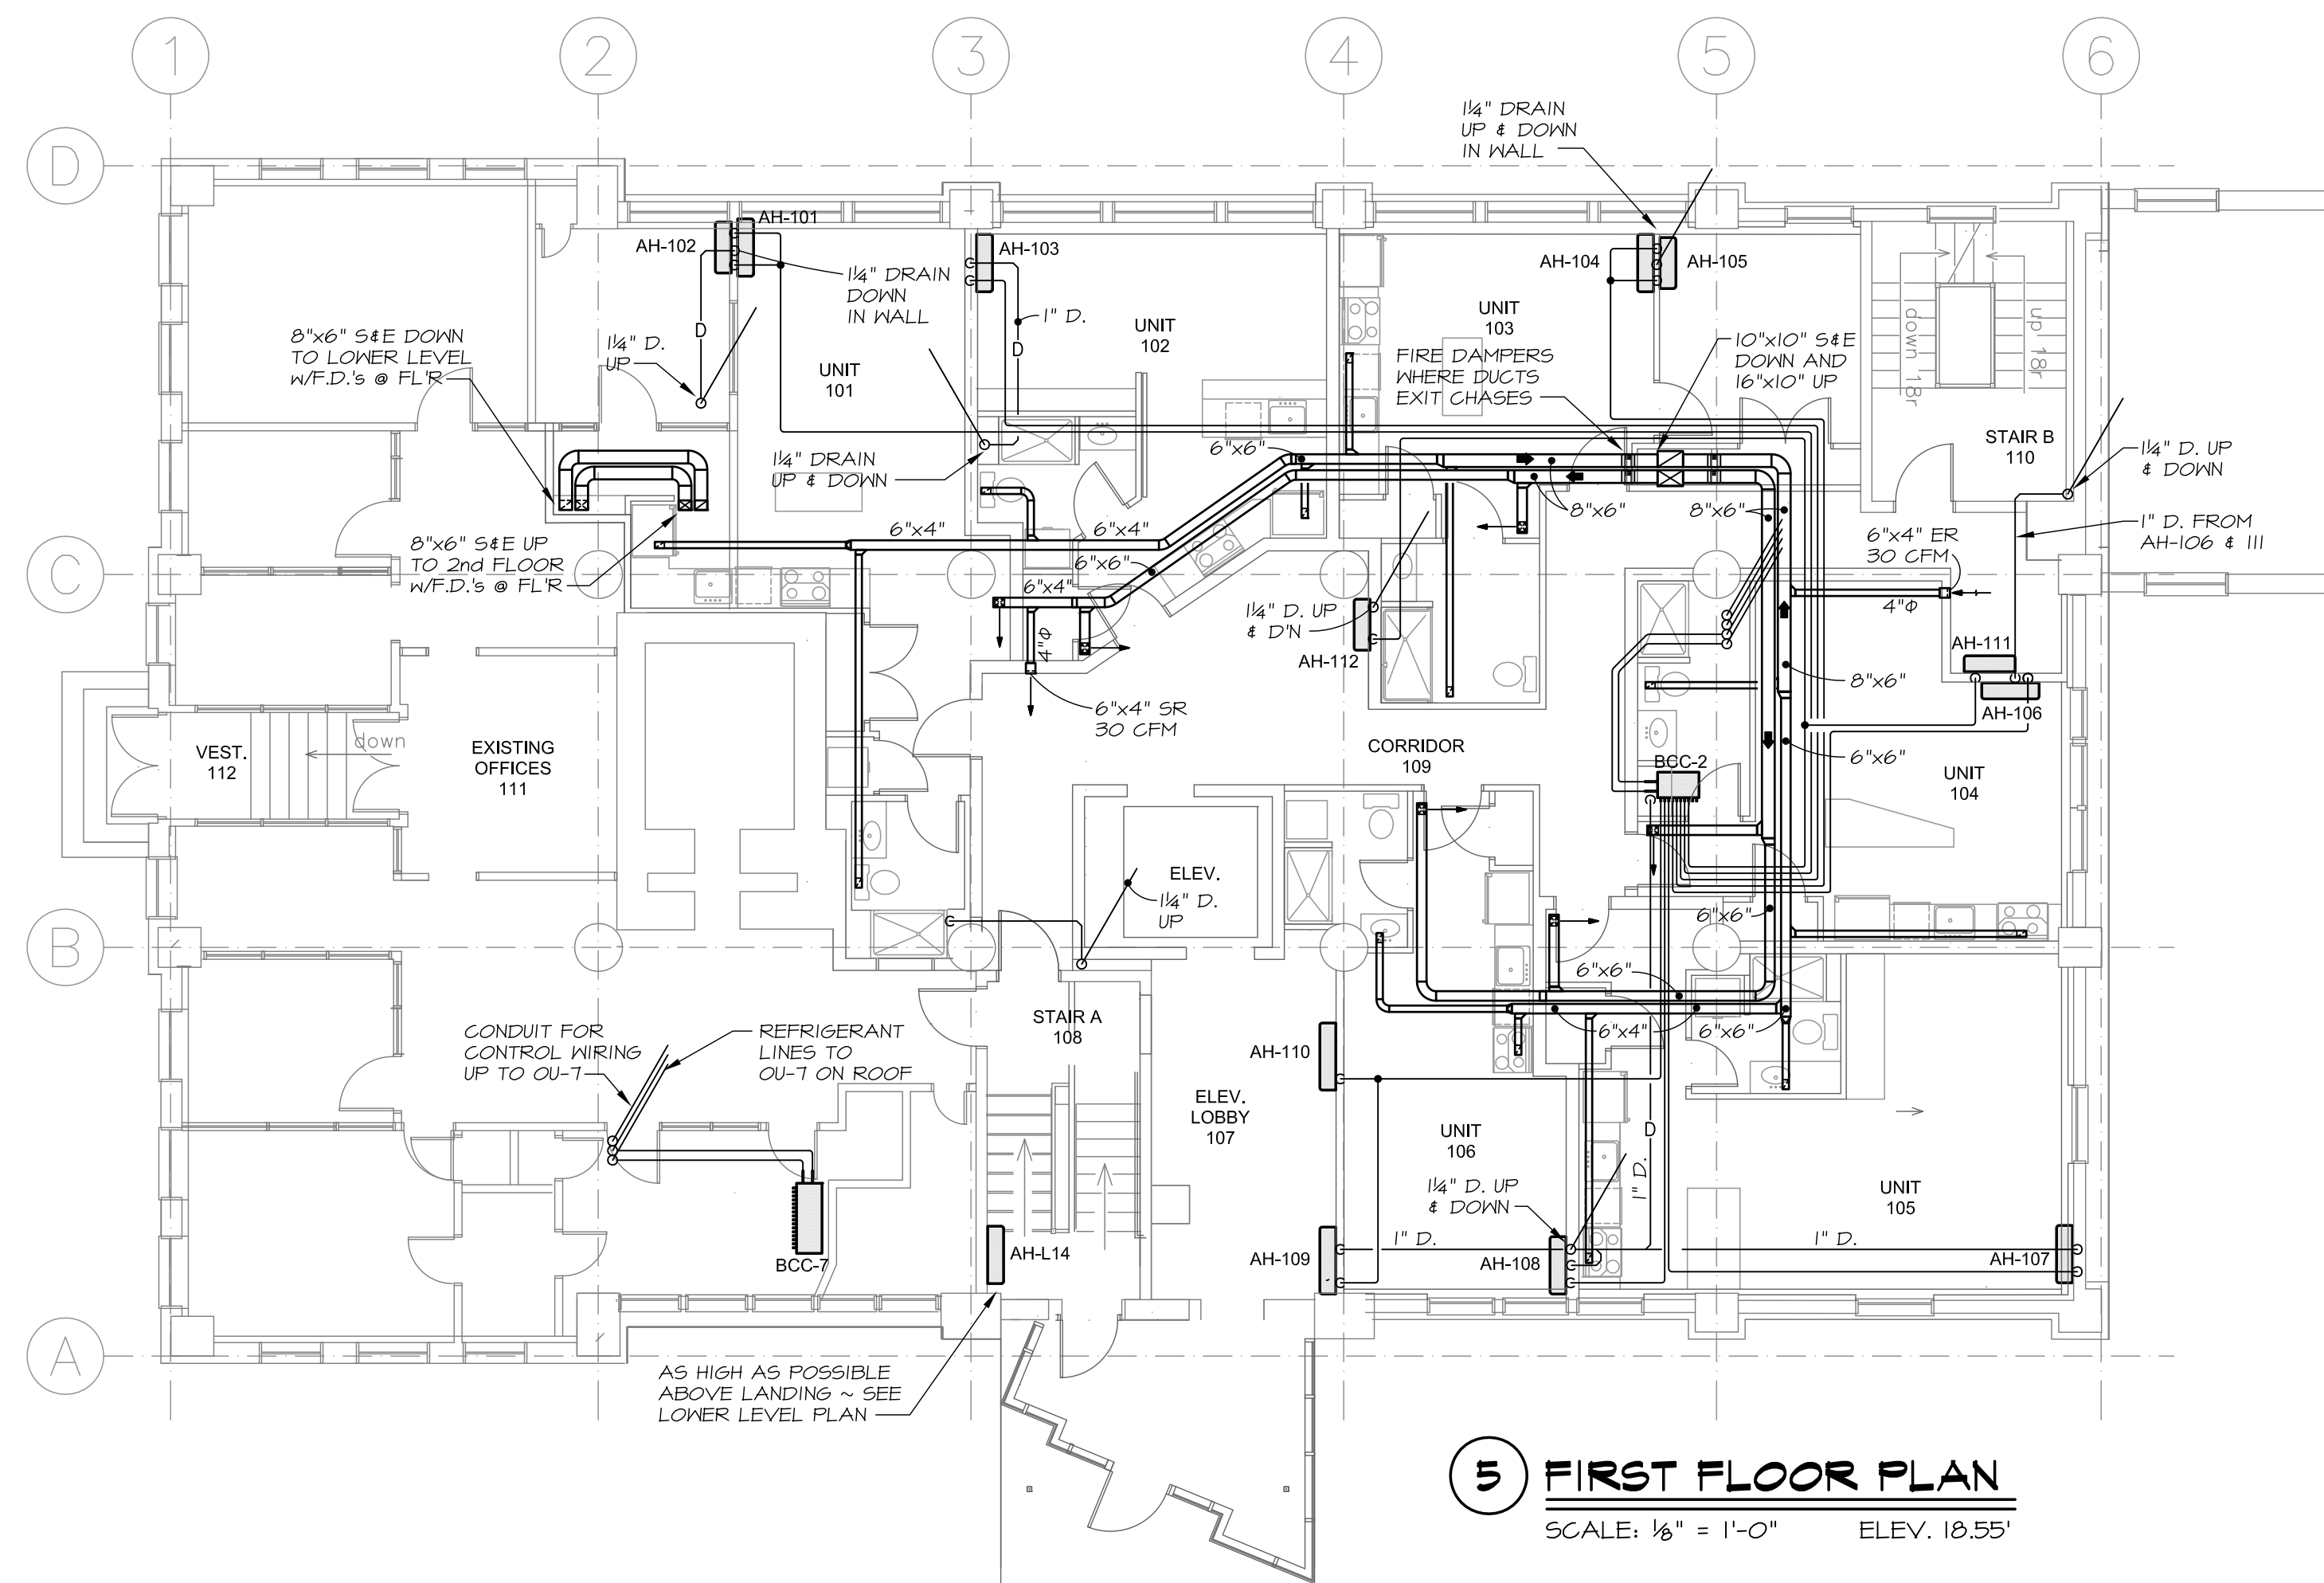 1
2
3
4
5
6
D
C
B
A
1¼" DRAIN
UP & DOWN
IN WALL
AH-101
AH-102
AH-103
AH-104
AH-105
1¼" DRAIN
DOWN
IN WALL
1" D.
D
D
UNIT
102
UNIT
103
8"x6" S&E DOWN
TO LOWER LEVEL
w/F.D.'s @ FL'R
1¼" D.
UP
UNIT
101
FIRE DAMPERS
WHERE DUCTS
EXIT CHASES
10"x10" S&E
DOWN AND
16"x10" UP
down 18r
up 18r
STAIR B
110
1¼" D. UP
& DOWN
1¼" DRAIN
UP & DOWN
6"x6"
8"x6"
8"x6"
8"x6" S&E UP
TO 2nd FLOOR
w/F.D.'s @ FL'R
6"x4"
6"x4"
6"x6"
6"x4"
4"Φ
6"x4" ER
30 CFM
4"Φ
1" D. FROM
AH-106 & 111
1¼" D. UP
& D'N
AH-112
AH-111
AH-106
8"x6"
6"x4" SR
30 CFM
VEST.
112
down
EXISTING
OFFICES
111
CORRIDOR
109
BCC-2
6"x6"
UNIT
104
ELEV.
1¼" D.
UP
6"x6"
6"x6"
6"x4"
6"x6"
CONDUIT FOR
CONTROL WIRING
UP TO OU-7
REFRIGERANT
LINES TO
OU-7 ON ROOF
STAIR A
108
AH-110
ELEV.
LOBBY
107
UNIT
106
D
1" D.
1¼" D. UP
& DOWN
UNIT
105
1" D.
1" D.
BCC-7
AH-L14
AH-109
AH-108
AH-107
AS HIGH AS POSSIBLE
ABOVE LANDING ~ SEE
LOWER LEVEL PLAN
5 FIRST FLOOR PLAN
SCALE: ⅛" = 1'-0" ELEV. 18.55'